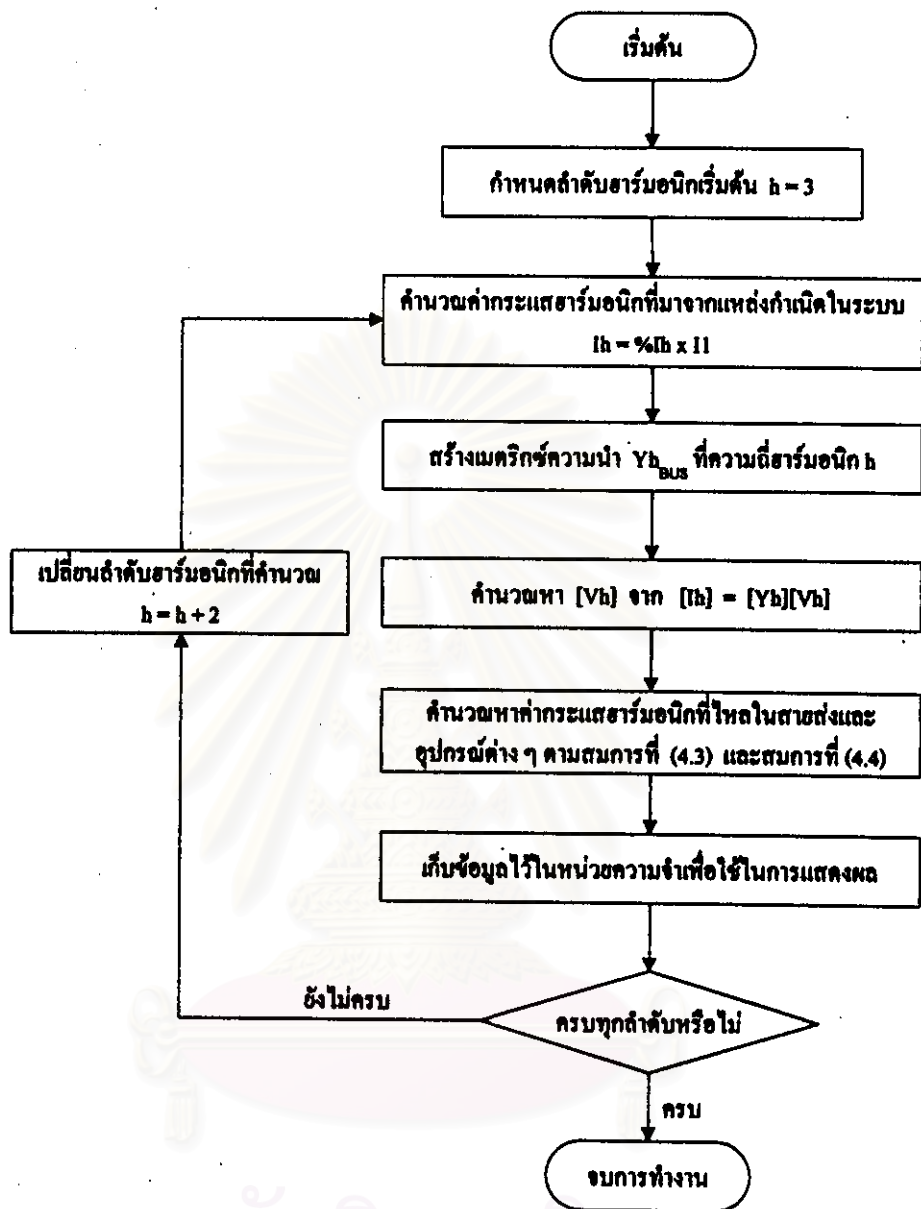 เริ่มต้น
กำหนดลำดับฮาร์มอนิกเริ่มต้น h = 3
คำนวณค่ากระแสฮาร์มอนิกที่มาจากแหล่งกำเนิดในระบบ
Ih = %Ih x I1
สร้างเมตริกซ์ความนำ Yh BUS ที่ความถี่ฮาร์มอนิก h
เปลี่ยนลำดับฮาร์มอนิกที่คำนวณ
h = h + 2
คำนวณหา [Vh] จาก [Ih] = [Yh][Vh]
คำนวณหาค่ากระแสฮาร์มอนิกที่ไหลในสายส่งและ
อุปกรณ์ต่าง ๆ ตามสมการที่ (4.3) และสมการที่ (4.4)
เก็บข้อมูลไว้ในหน่วยความจำเพื่อใช้ในการแสดงผล
ยังไม่ครบ
ครบทุกลำดับหรือไม่
ครบ
จบการทำงาน